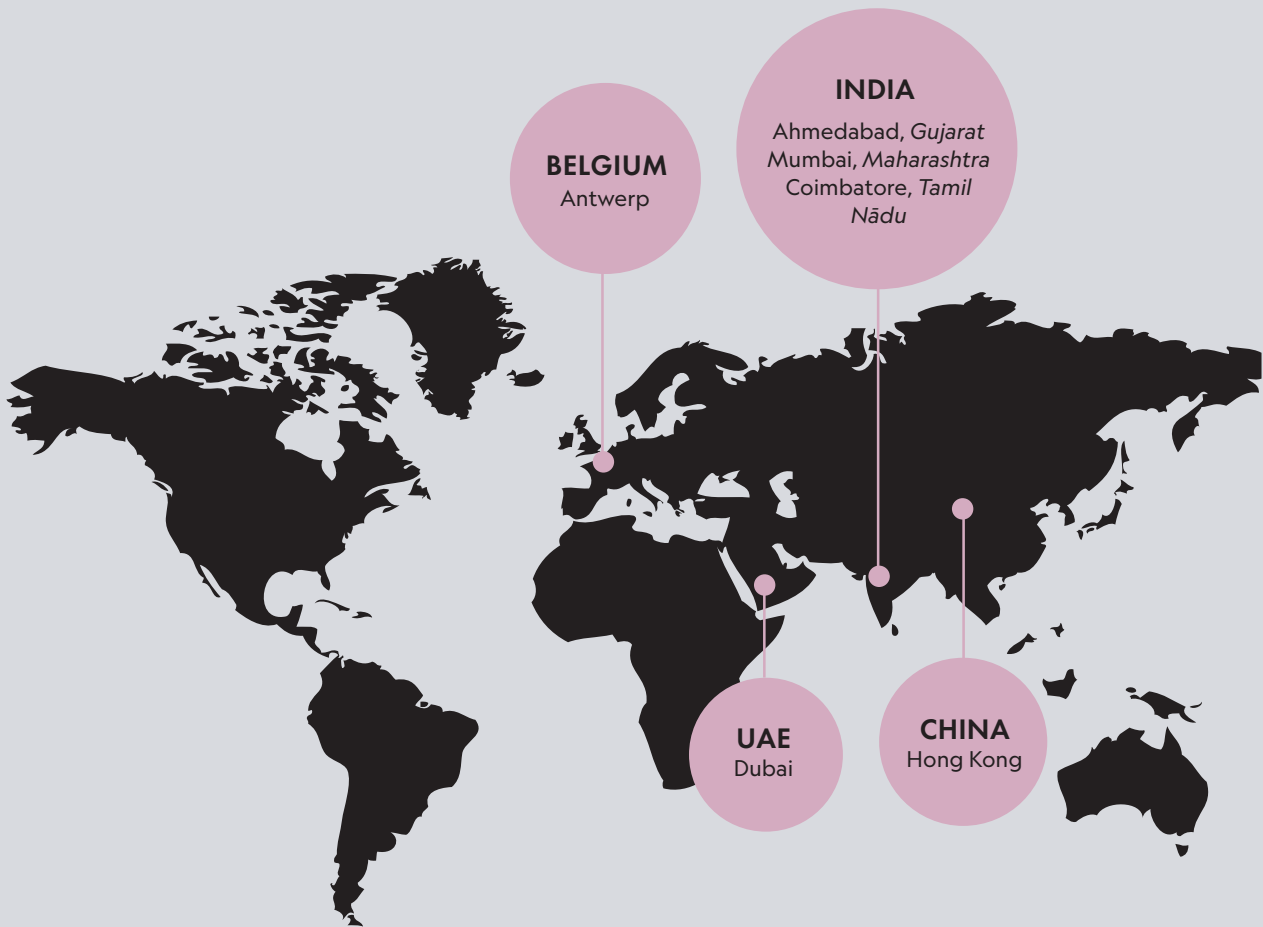 BELGIUM
Antwerp
INDIA
Ahmedabad, Gujarat
Mumbai, Maharashtra
Coimbatore, Tamil
Nādu
UAE
Dubai
CHINA
Hong Kong